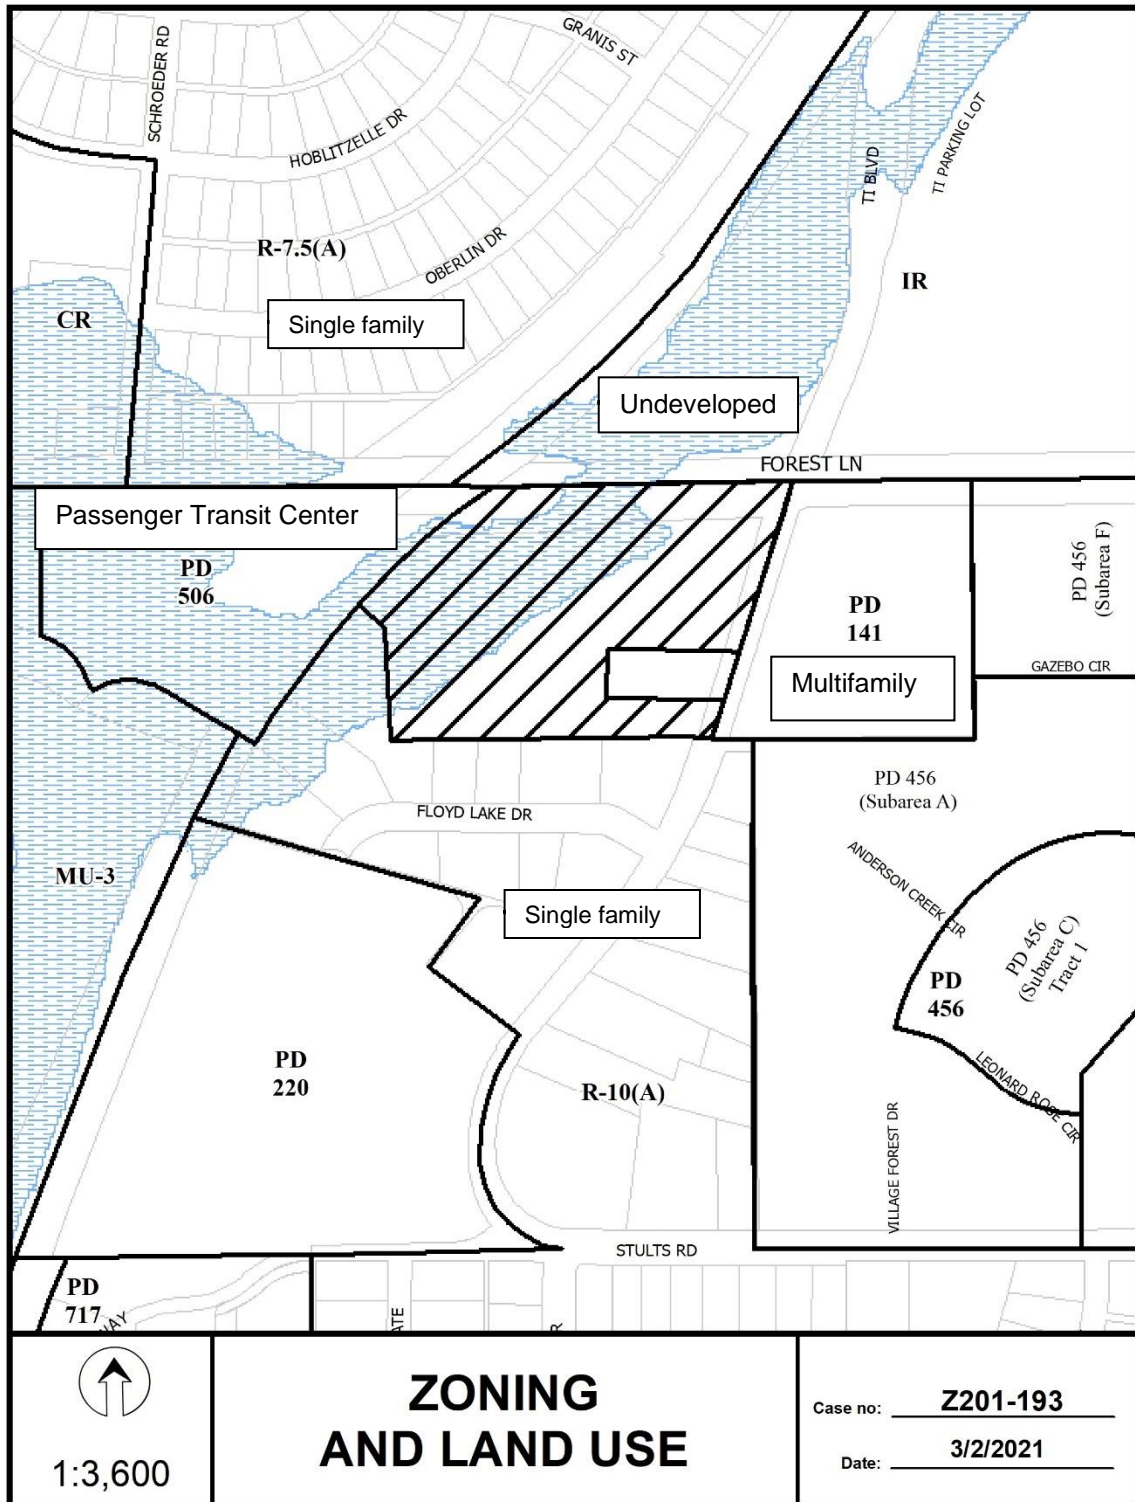 GRANIS ST
SCHROEDER RD
HOBLITZELLE DR
TI BLVD
TI PARKING LOT
R-7.5(A)
OBERLIN DR
IR
CR
Single family
Undeveloped
FOREST LN
Passenger Transit Center
PD
506
PD 456
(Subarea F)
PD
141
GAZEBO CIR
Multifamily
PD 456
(Subarea A)
FLOYD LAKE DR
MU-3
ANDERSON CREEK CIR
Single family
PD 456
(Subarea C)
Tract 1
PD
456
PD
220
R-10(A)
LEONARD ROSE CIR
VILLAGE FOREST DR
STULTS RD
PD
717
WAY
ATE
R
1:3,600
ZONING
AND LAND USE
Case no: Z201-193
Date: 3/2/2021